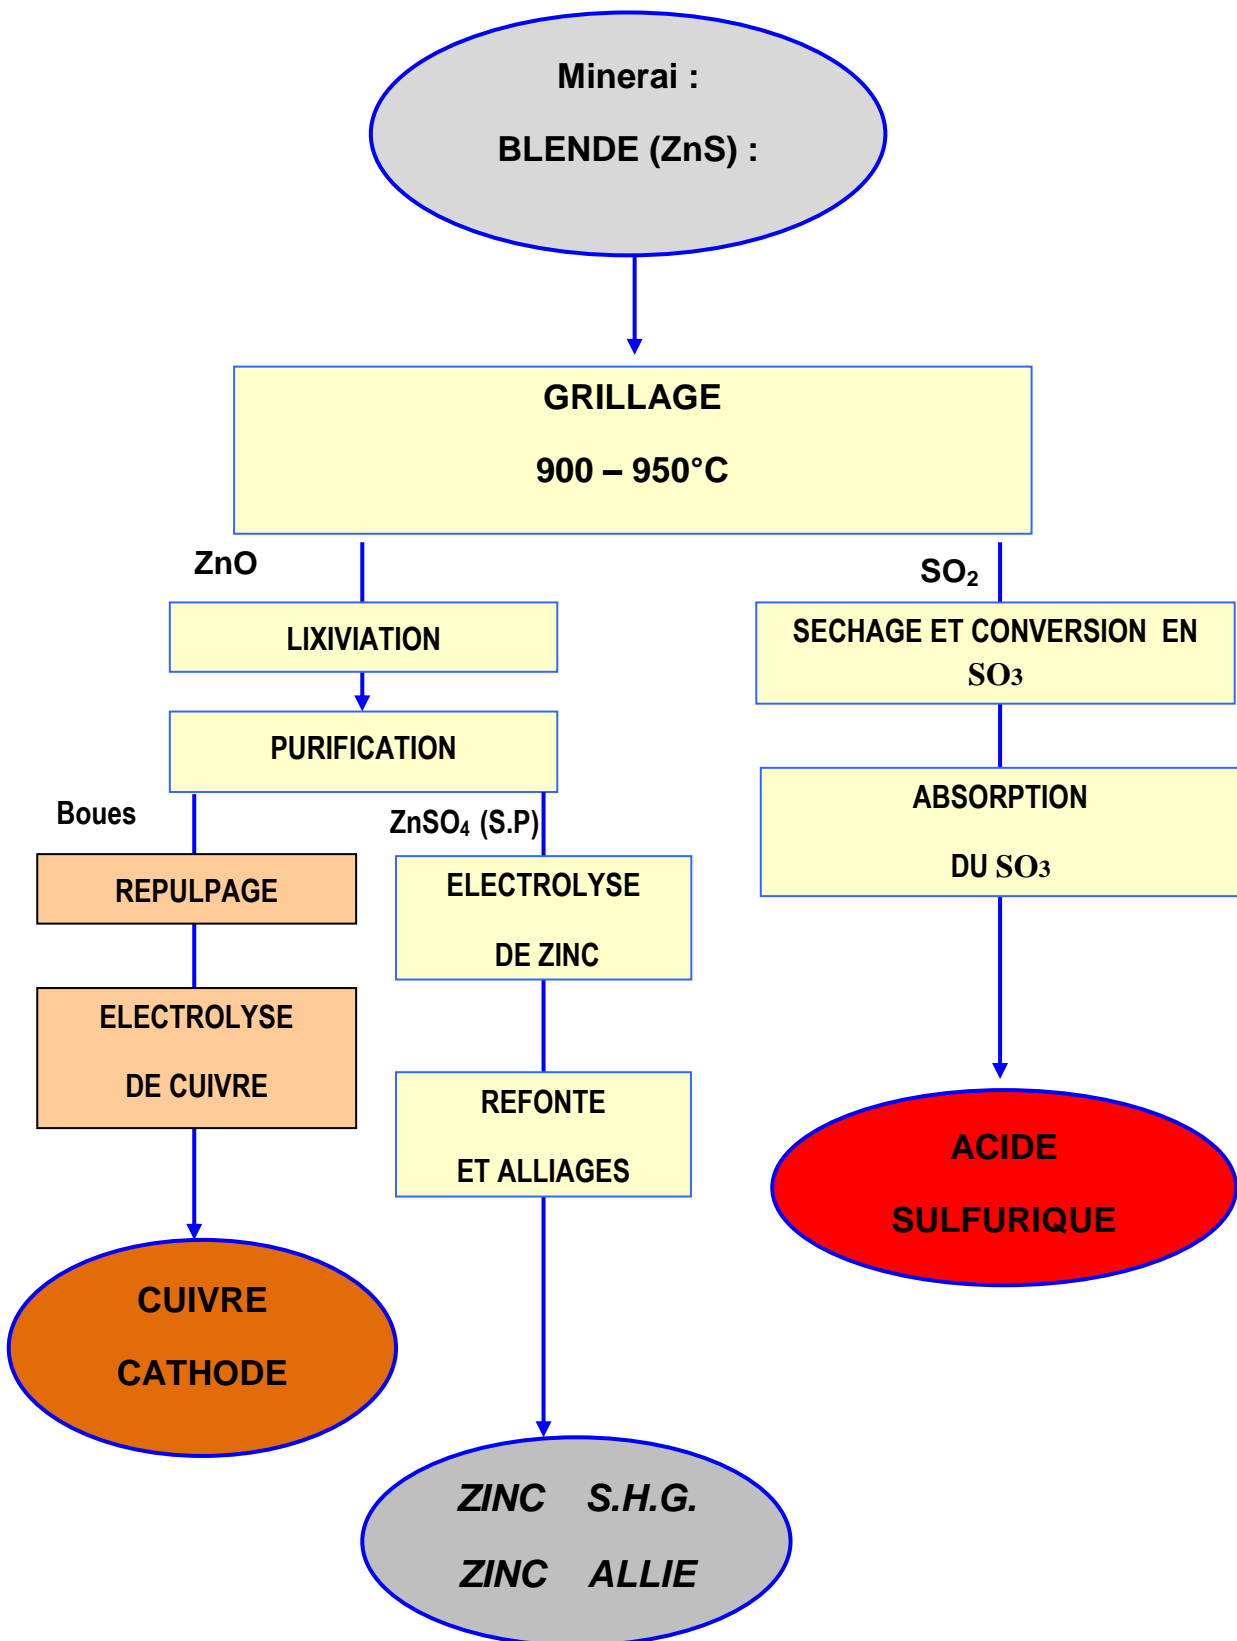 Minerai :
BLENDE (ZnS) :
GRILLAGE
900 – 950°C
ZnO
SO₂
LIXIVIATION
SECHAGE ET CONVERSION EN
SO3
PURIFICATION
ABSORPTION
DU SO3
Boues
ZnSO₄ (S.P)
REPULPAGE
ELECTROLYSE
DE ZINC
ELECTROLYSE
DE CUIVRE
REFONTE
ET ALLIAGES
ACIDE
SULFURIQUE
CUIVRE
CATHODE
ZINC S.H.G.
ZINC ALLIE